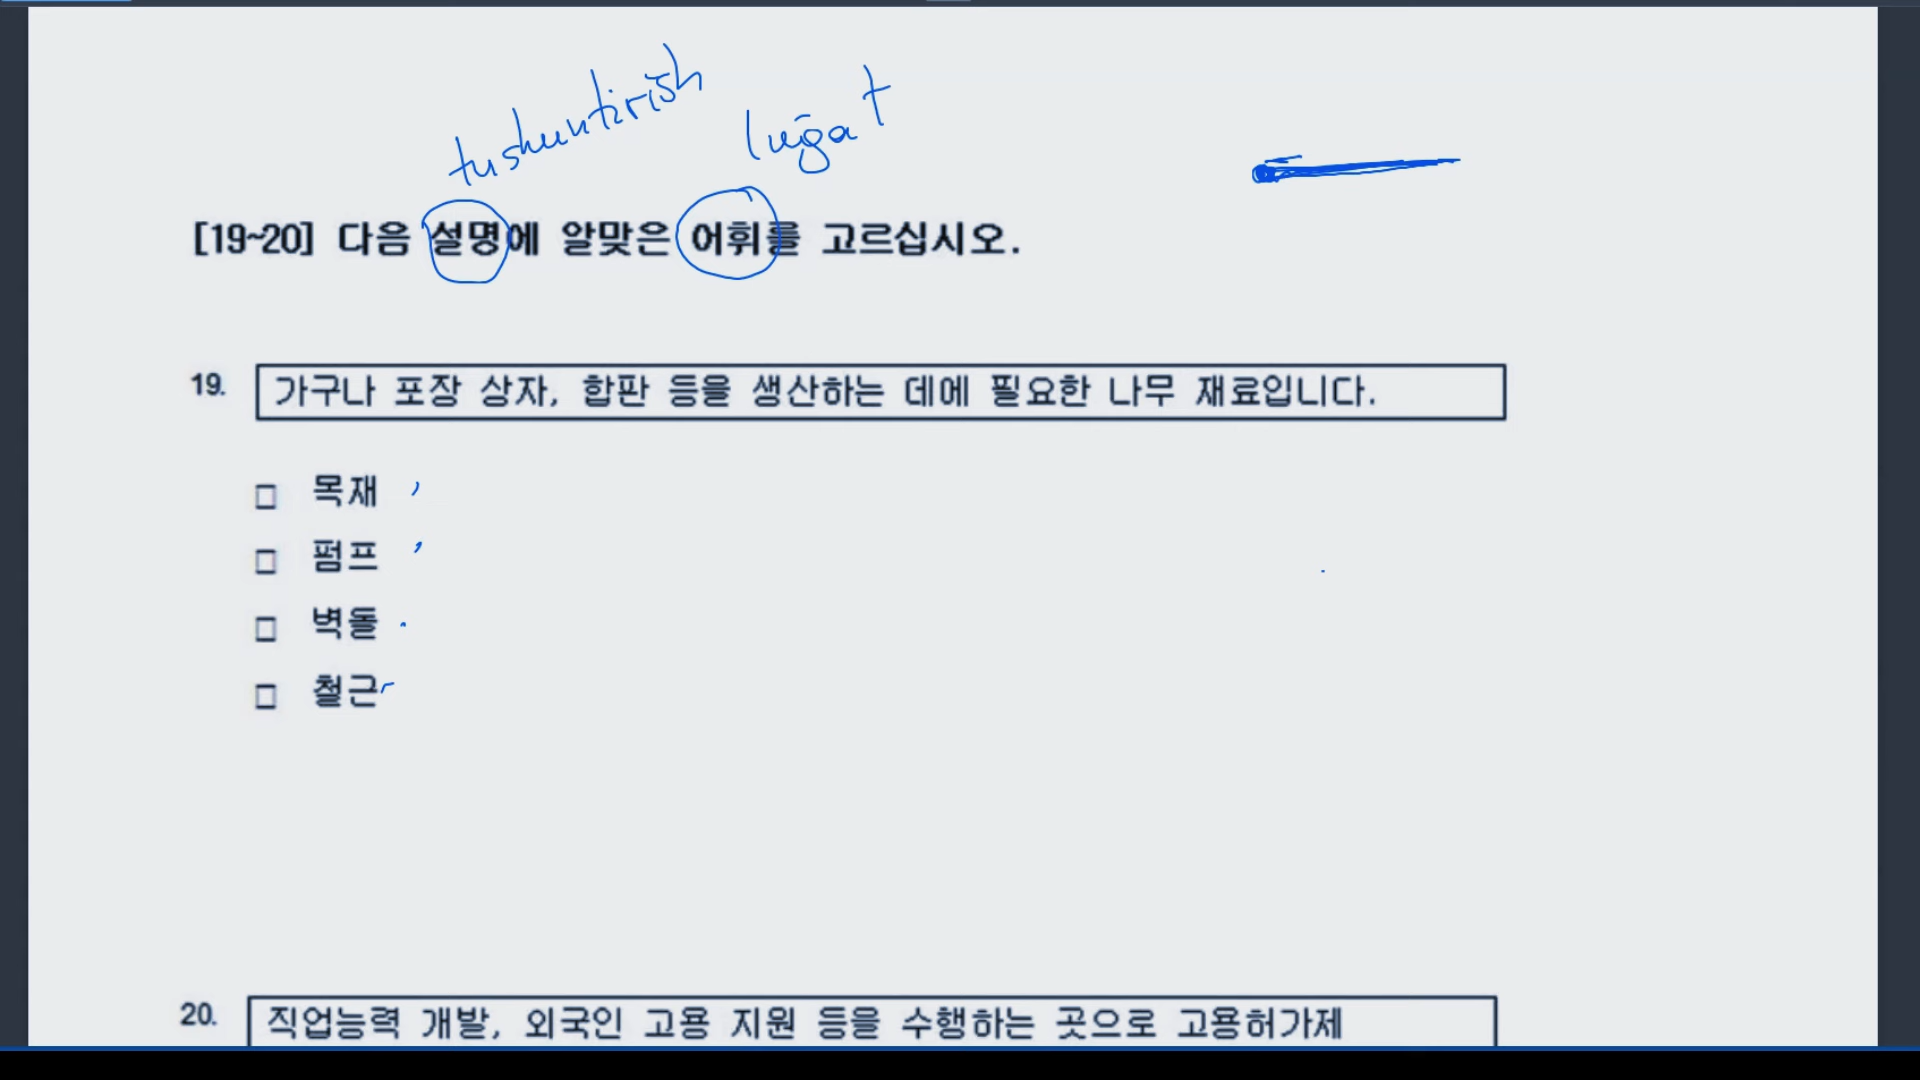 tushuntirish luğat
[19~20] 다음 설명에 알맞은 어휘를 고르십시오.
19. 가구나 포장 상자, 합판 등을 생산하는 데에 필요한 나무 재료입니다.
□ 목재
□ 펌프
□ 벽돌
□ 철근
20. 직업능력 개발, 외국인 고용 지원 등을 수행하는 곳으로 고용허가제